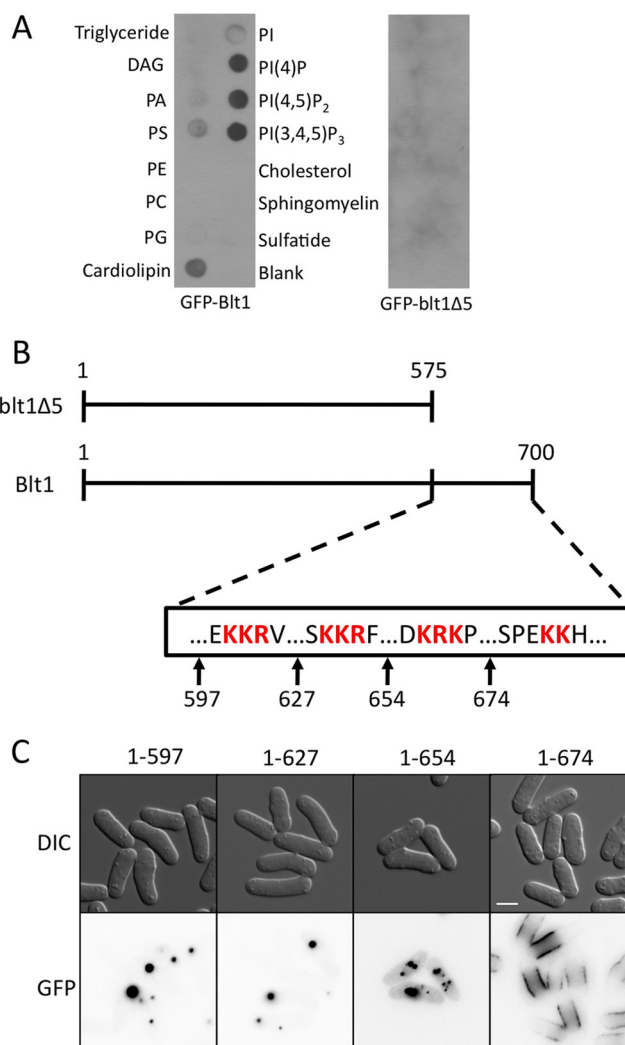 A
Triglyceride PI
DAG PI(4)P
PA PI(4,5)P2
PS PI(3,4,5)P3
PE Cholesterol
PC Sphingomyelin
PG Sulfatide
Cardiolipin Blank
GFP-Blt1 GFP-blt1Δ5
B
1 575
blt1Δ5
1 700
Blt1
...EKKRV...SKKRF...DKRKP...SPEKKH...
597 627 654 674
C
1-597 1-627 1-654 1-674
DIC
GFP